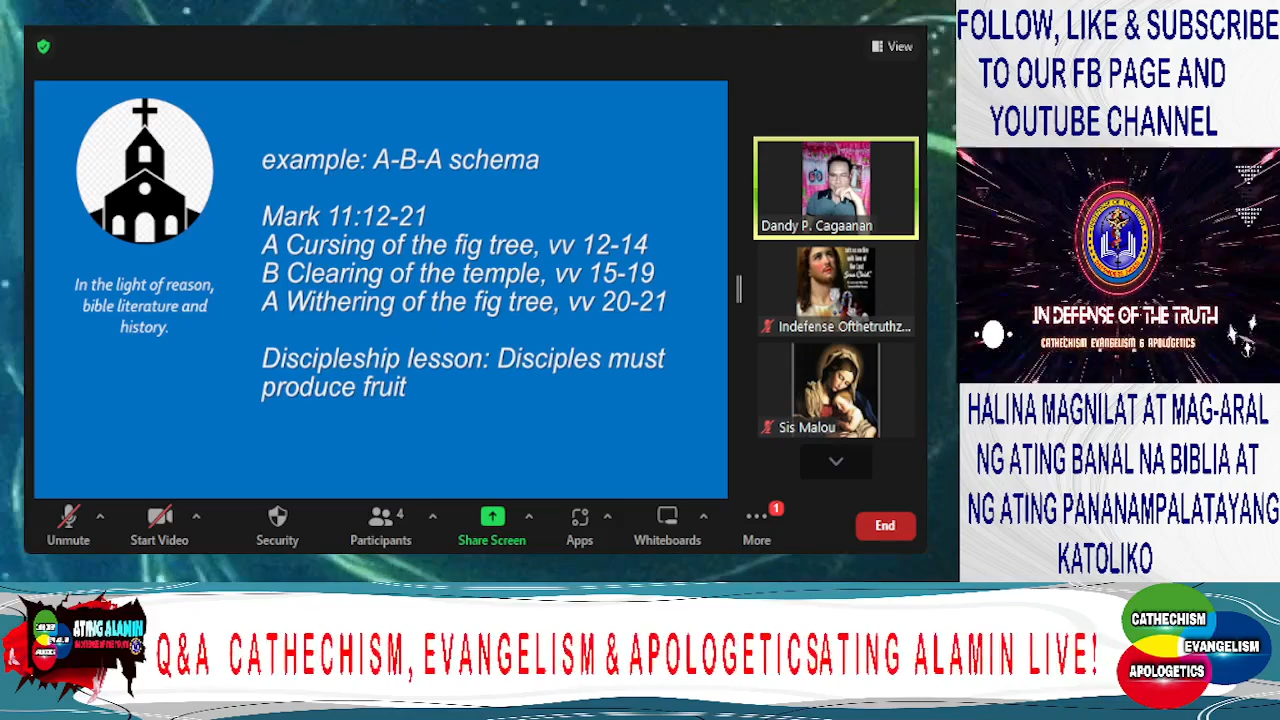 View
example: A-B-A schema
Mark 11:12-21
A Cursing of the fig tree, vv 12-14
B Clearing of the temple, vv 15-19
A Withering of the fig tree, vv 20-21
Discipleship lesson: Disciples must
produce fruit
In the light of reason,
bible literature and
history.
Dandy P. Cagaanan
Indefense Ofthetruthz...
Sis Malou
Unmute
Start Video
Security
4
Participants
Share Screen
Apps
Whiteboards
1
More
End
FOLLOW, LIKE & SUBSCRIBE
TO OUR FB PAGE AND
YOUTUBE CHANNEL
IN DEFENSE OF THE TRUTH
CATHECHISM EVANGELISM & APOLOGETICS
HALINA MAGNILAT AT MAG-ARAL
NG ATING BANAL NA BIBLIA AT
NG ATING PANANAMPALATAYANG
KATOLIKO
ATING ALAMIN
Q&A CATHECHISM, EVANGELISM & APOLOGETICSATING ALAMIN LIVE!
CATHECHISM
EVANGELISM
APOLOGETICS